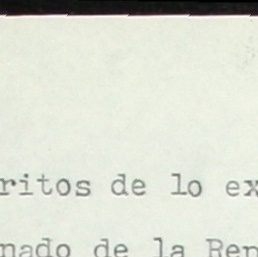 ritos de lo ex
nado de la Rep